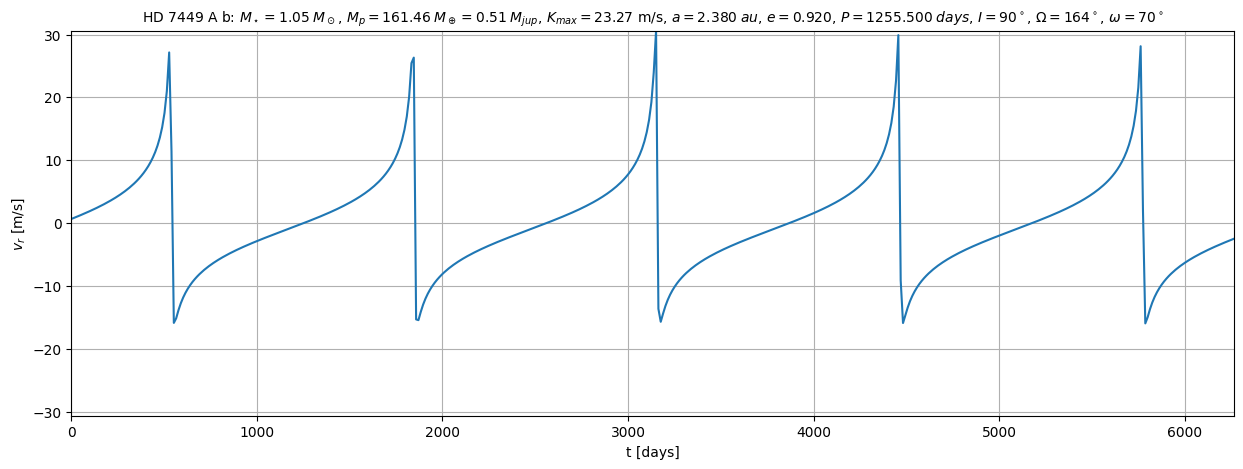 HD 7449 A b: M⋆ = 1.05 M⊙, Mp = 161.46 M⊕ = 0.51 Mjup, Kmax = 23.27 m/s, a = 2.380 au, e = 0.920, P = 1255.500 days, I = 90°, Ω = 164°, ω = 70°
30
20
10
0
−10
−20
−30
vr [m/s]
0 1000 2000 3000 4000 5000 6000
t [days]